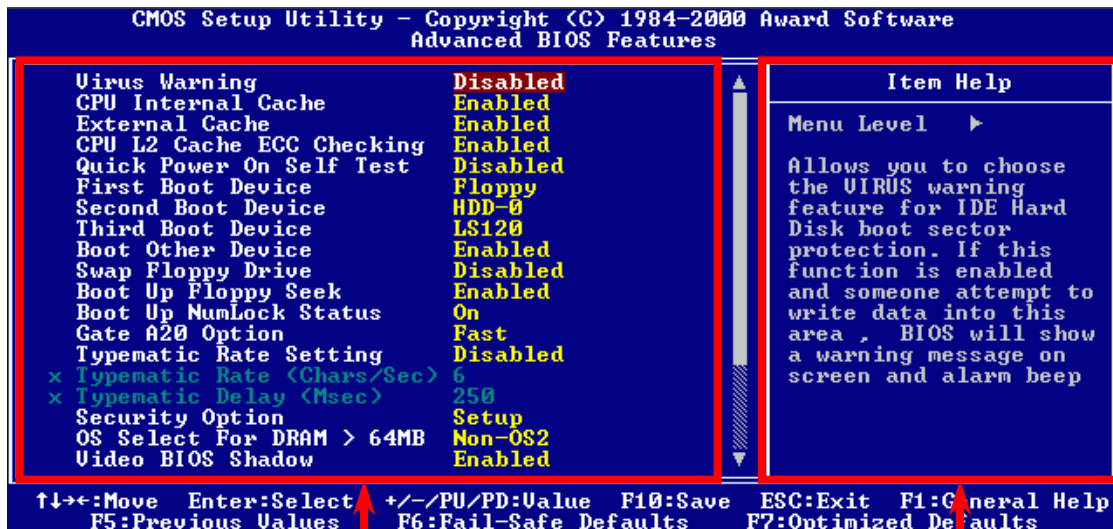 CMOS Setup Utility – Copyright (C) 1984–2000 Award Software
Advanced BIOS Features
Virus Warning Disabled
CPU Internal Cache Enabled
External Cache Enabled
CPU L2 Cache ECC Checking Enabled
Quick Power On Self Test Disabled
First Boot Device Floppy
Second Boot Device HDD-0
Third Boot Device LS120
Boot Other Device Enabled
Swap Floppy Drive Disabled
Boot Up Floppy Seek Enabled
Boot Up NumLock Status On
Gate A20 Option Fast
Typematic Rate Setting Disabled
x Typematic Rate (Chars/Sec) 6
x Typematic Delay (Msec) 250
Security Option Setup
OS Select For DRAM > 64MB Non-OS2
Video BIOS Shadow Enabled
Item Help
Menu Level ►
Allows you to choose
the VIRUS warning
feature for IDE Hard
Disk boot sector
protection. If this
function is enabled
and someone attempt to
write data into this
area , BIOS will show
a warning message on
screen and alarm beep
↑↓→←:Move Enter:Select +/-/PU/PD:Value F10:Save ESC:Exit F1:General Help
F5:Previous Values F6:Fail-Safe Defaults F7:Optimized Defaults